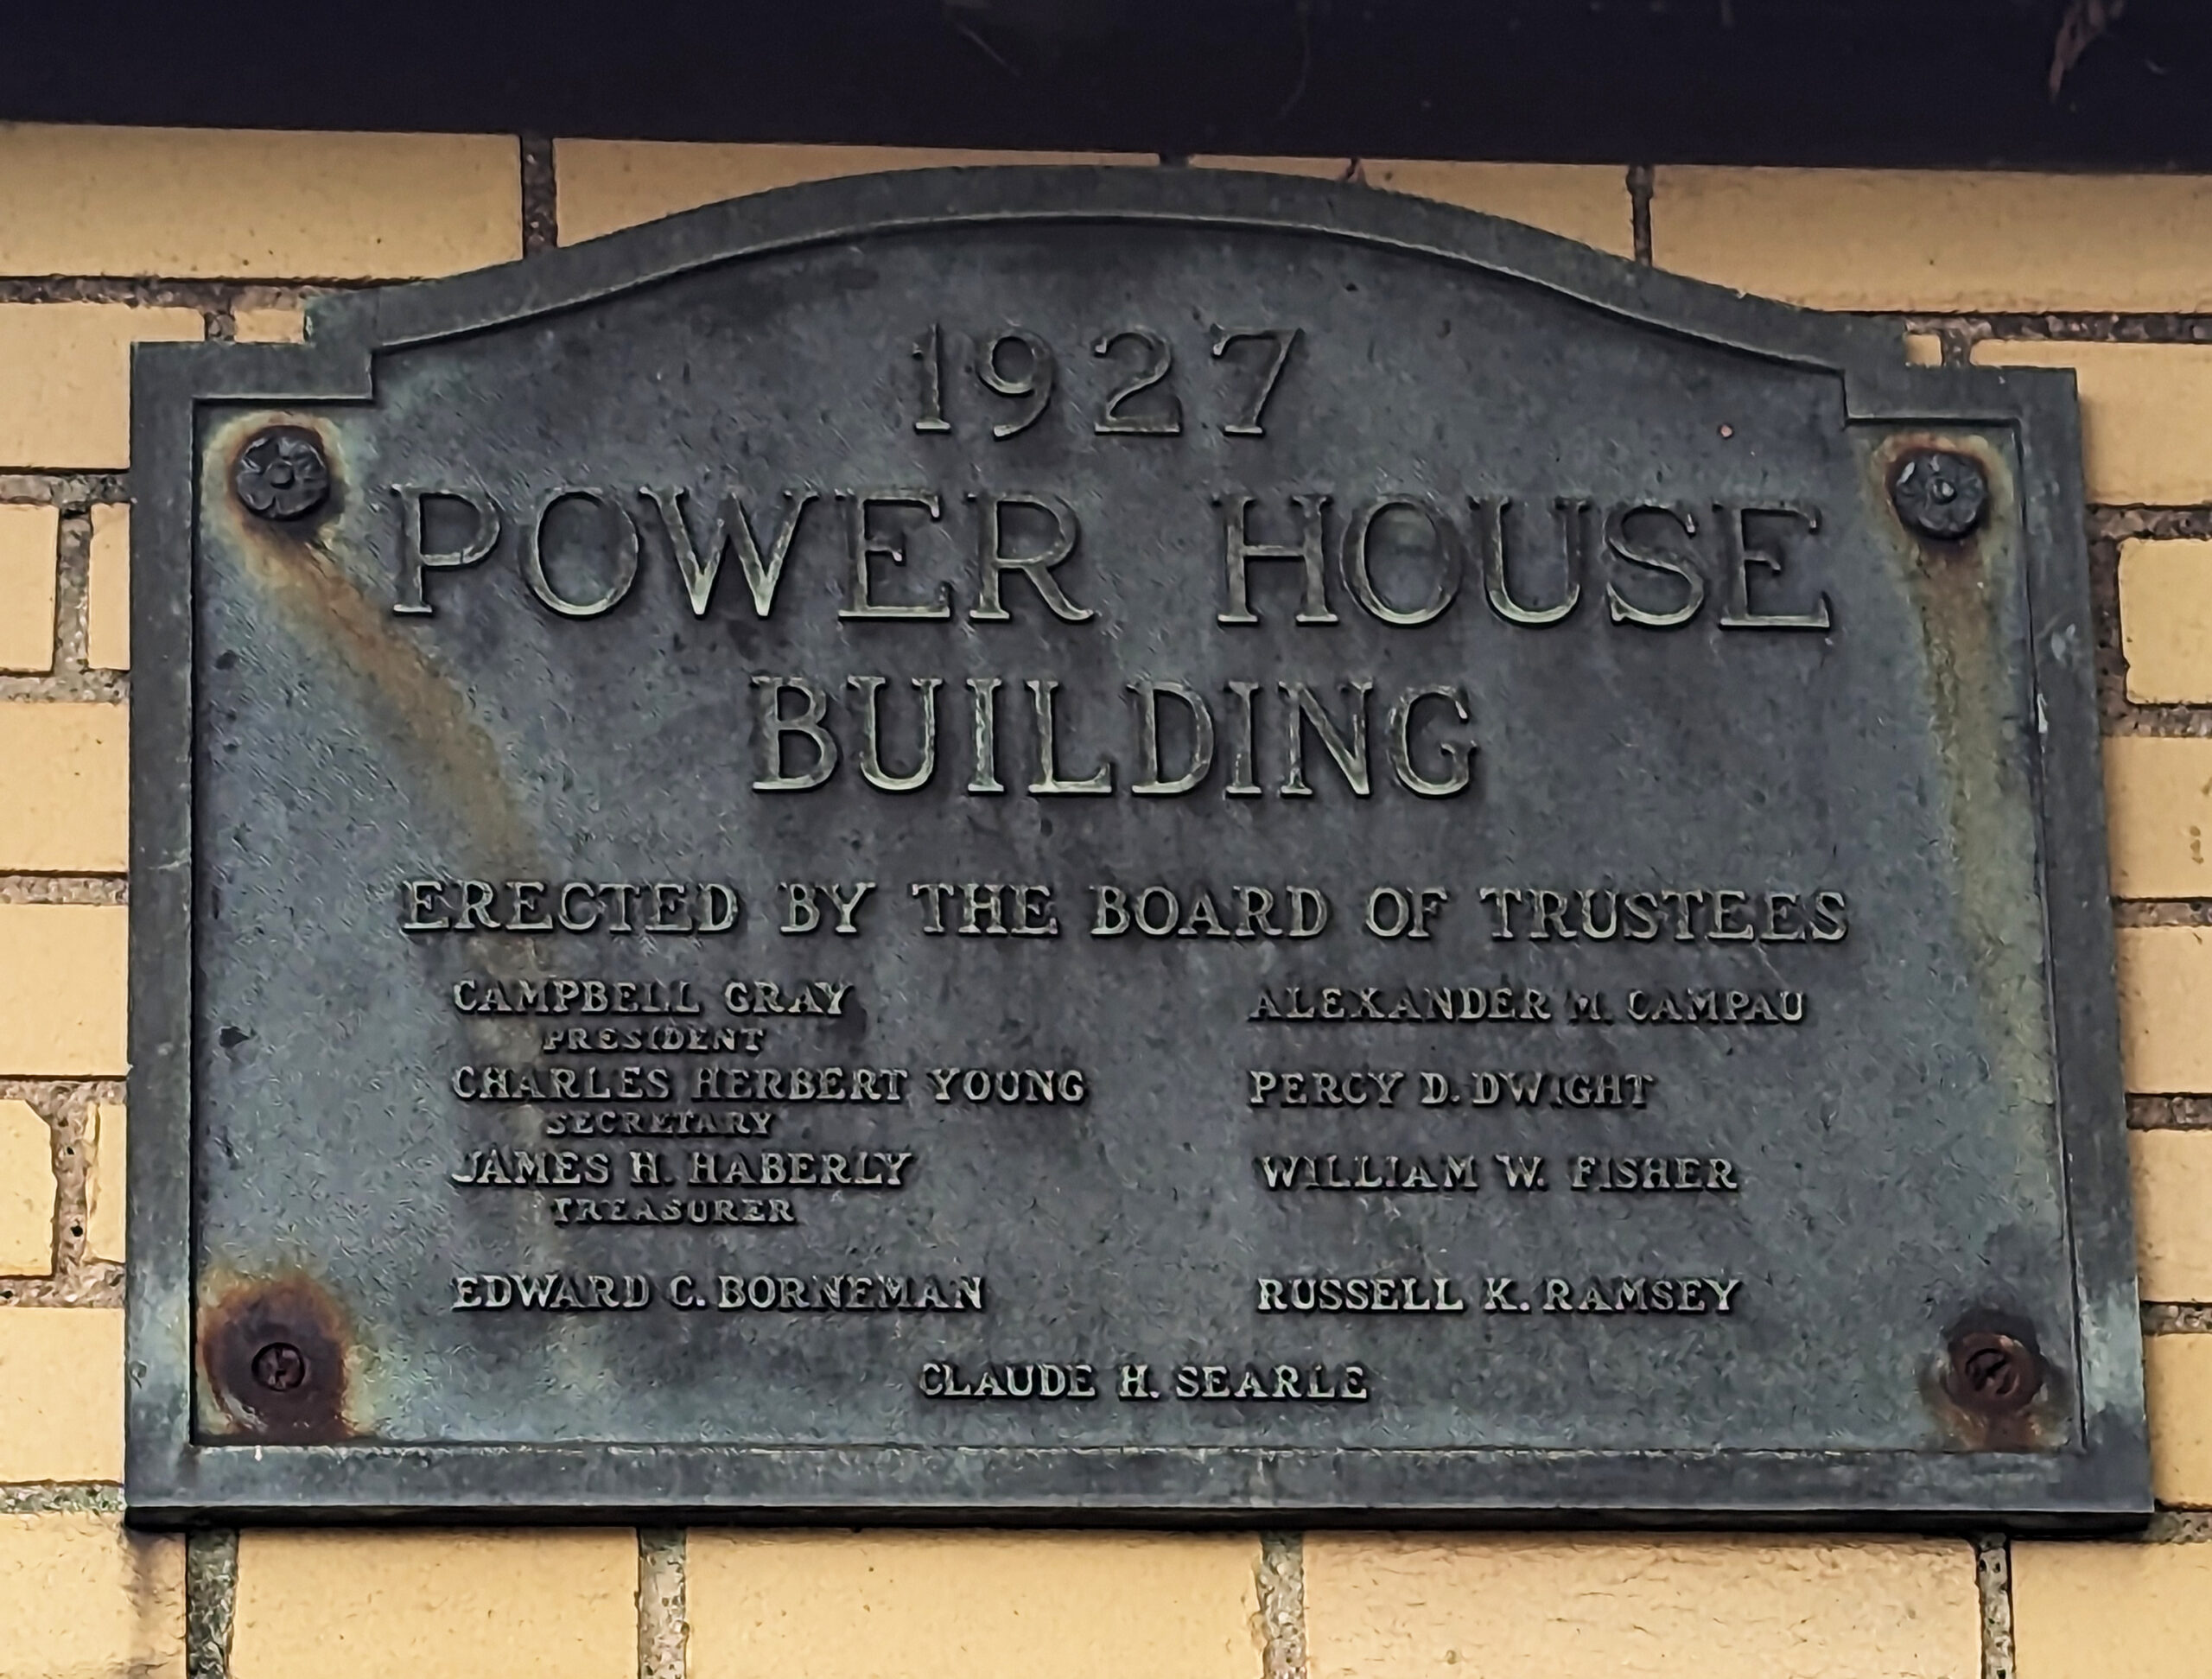 1927
POWER HOUSE
BUILDING
ERECTED BY THE BOARD OF TRUSTEES
CAMPBELL GRAY
PRESIDENT
CHARLES HERBERT YOUNG
SECRETARY
JAMES H. HABERLY
TREASURER
EDWARD C. BORNEMAN
ALEXANDER M. CAMPAU
PERCY D. DWIGHT
WILLIAM W. FISHER
RUSSELL K. RAMSEY
CLAUDE H. SEARLE